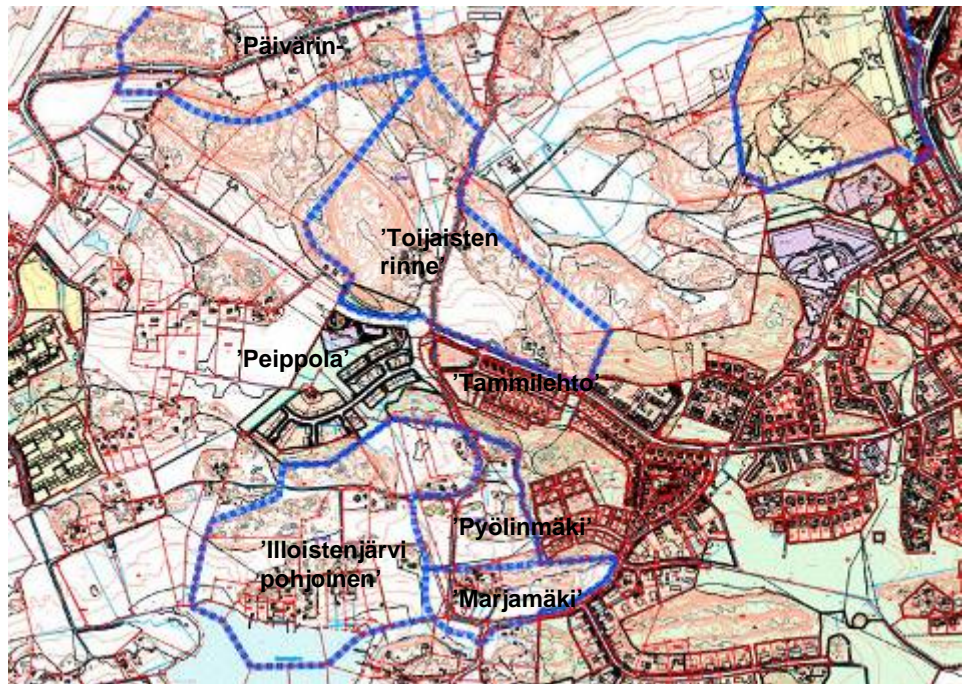 ’Päivärin-
’Toijaisten
rinne
’Peippola’
’Tammilehto
’Pyölinmäki’
’Illoistenjärvi
pohjoinen’
’Marjamäki’